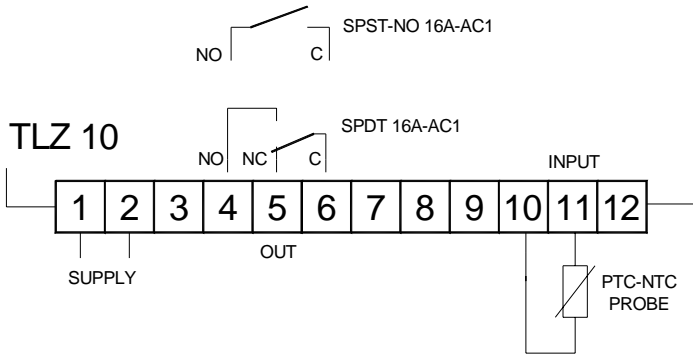 SPST-NO 16A-AC1
NO C
SPDT 16A-AC1
TLZ 10
NO NC C
INPUT
1 2 3 4 5 6 7 8 9 10 11 12
OUT
SUPPLY
PTC-NTC
PROBE